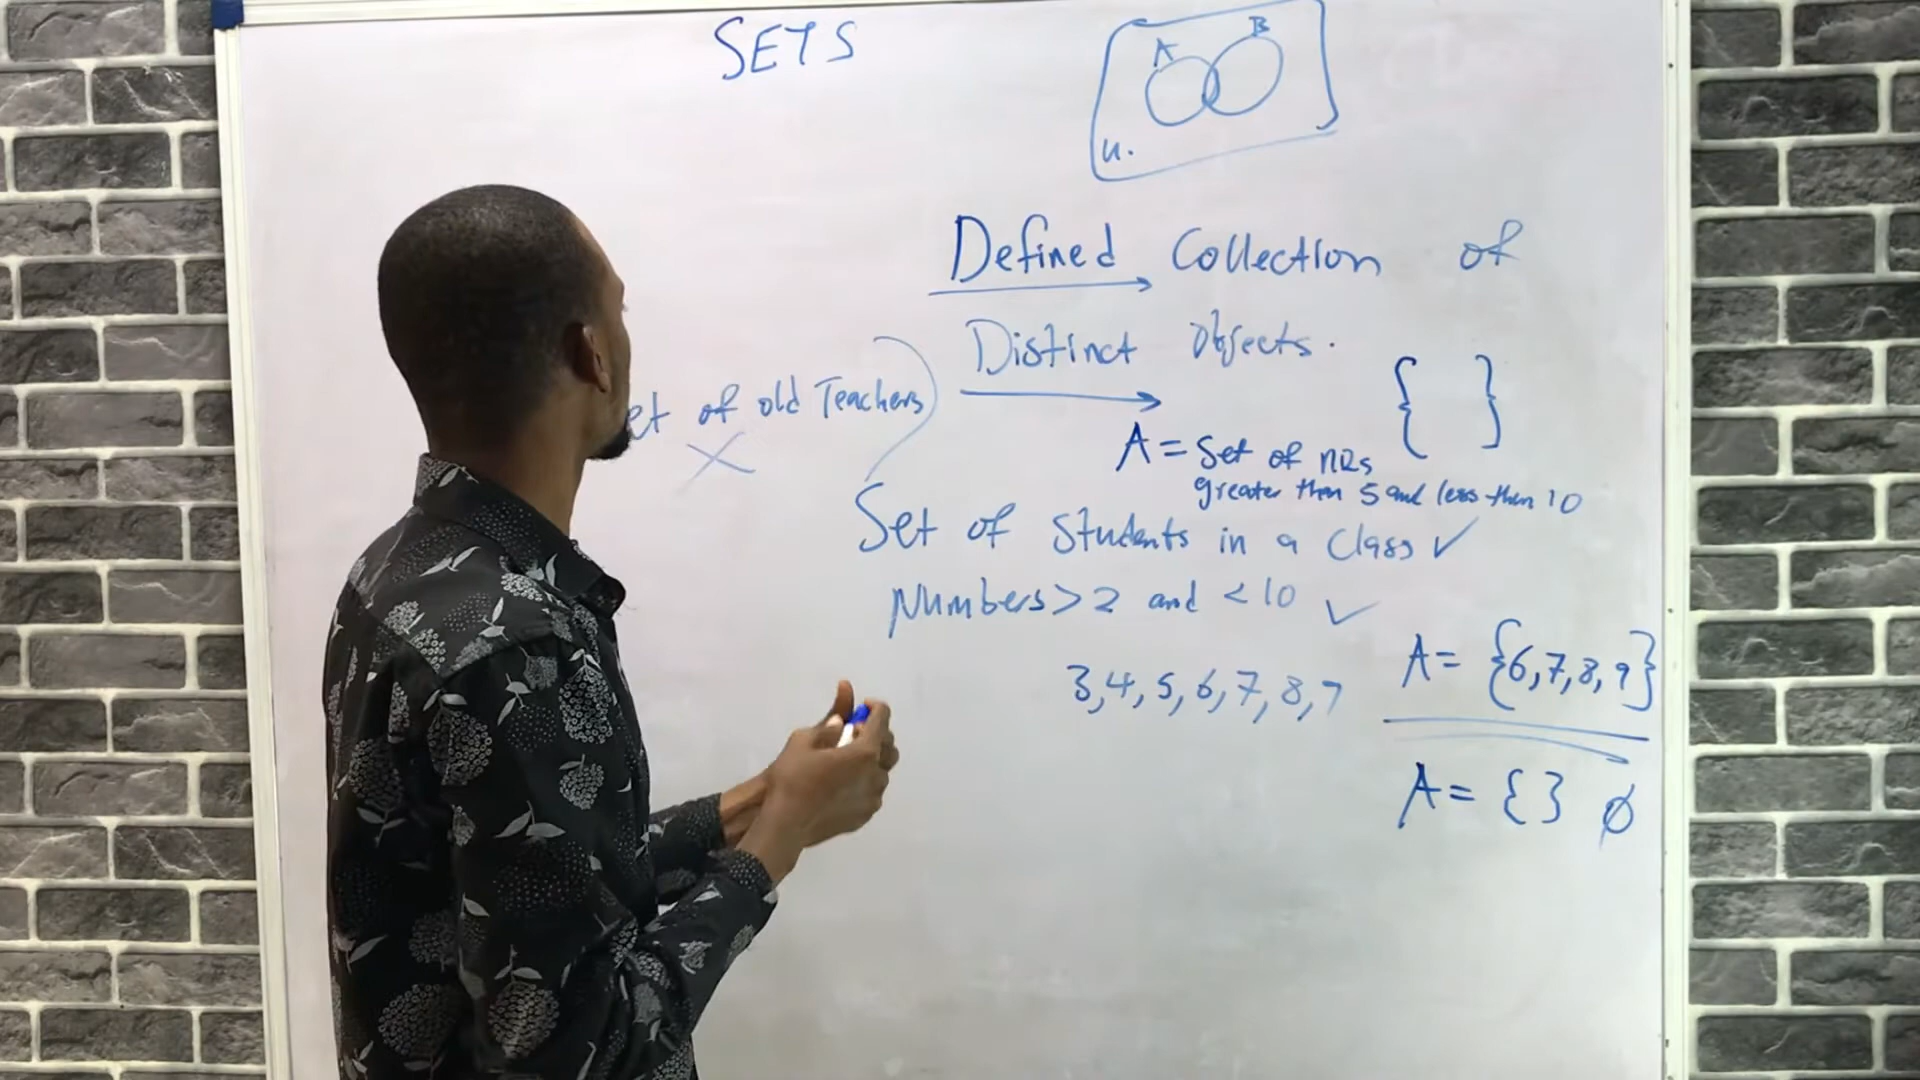 SETS
A B
u.
Defined Collection of
Distinct Objects.
{ }
et of old Teachers
A = Set of
greater than 5 and less than 10
Set of Students in a Class ✓
Numbers > 2 and < 10 ✓
A = {6,7,8,9}
3,4,5,6,7,8,9
A = {} ∅